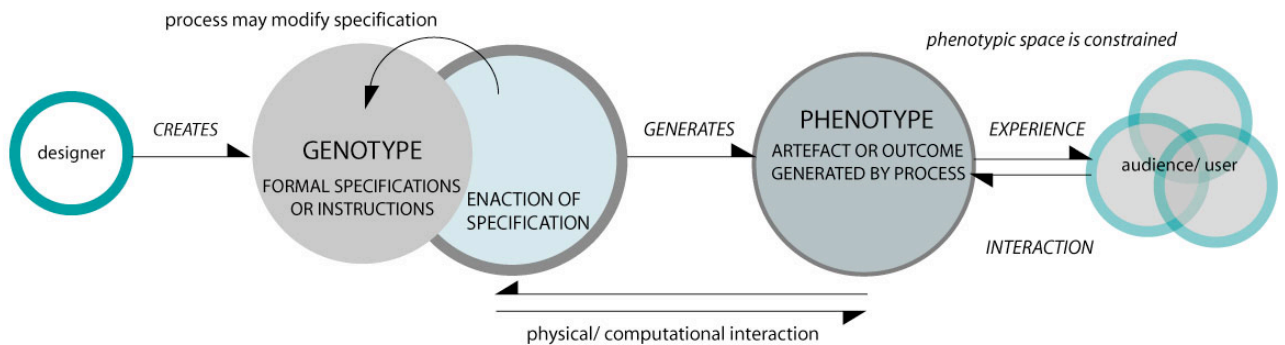 process may modify specification
phenotypic space is constrained
designer
CREATES
GENOTYPE
FORMAL SPECIFICATIONS
OR INSTRUCTIONS
ENACTION OF
SPECIFICATION
GENERATES
PHENOTYPE
ARTEFACT OR OUTCOME
GENERATED BY PROCESS
EXPERIENCE
INTERACTION
audience/ user
physical/ computational interaction